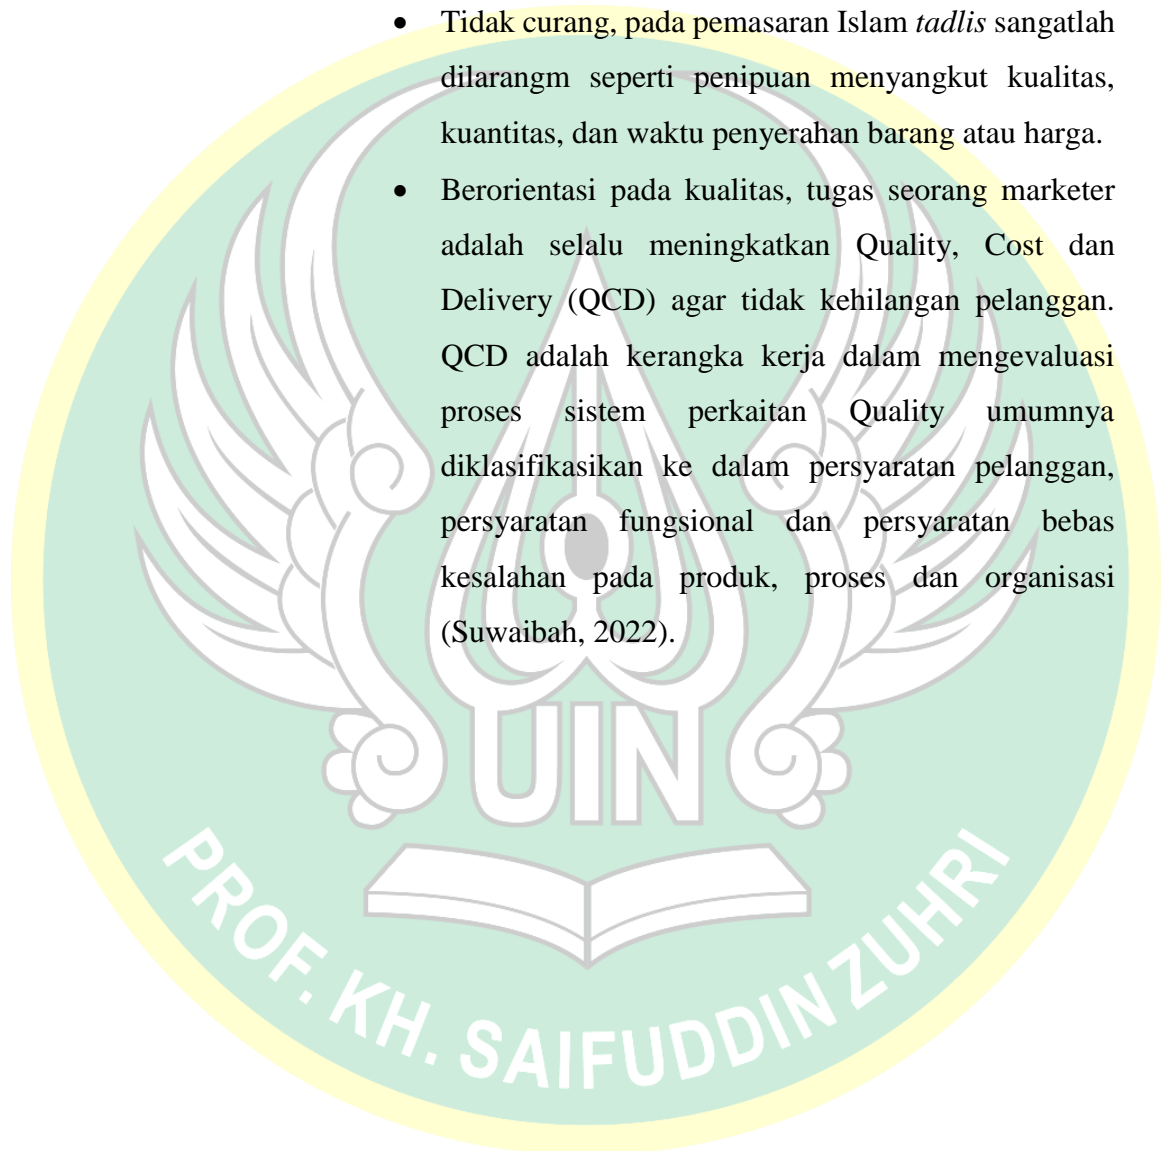 • Tidak curang, pada pemasaran Islam tadlis sangatlah
dilarangm seperti penipuan menyangkut kualitas,
kuantitas, dan waktu penyerahan barang atau harga.
• Berorientasi pada kualitas, tugas seorang marketer
adalah selalu meningkatkan Quality, Cost dan
Delivery (QCD) agar tidak kehilangan pelanggan.
QCD adalah kerangka kerja dalam mengevaluasi
proses sistem perkaitan Quality umumnya
diklasifikasikan ke dalam persyaratan pelanggan,
persyaratan fungsional dan persyaratan bebas
kesalahan pada produk, proses dan organisasi
(Suwaibah, 2022).
UIN
PROF. KH. SAIFUDDIN ZUHRI